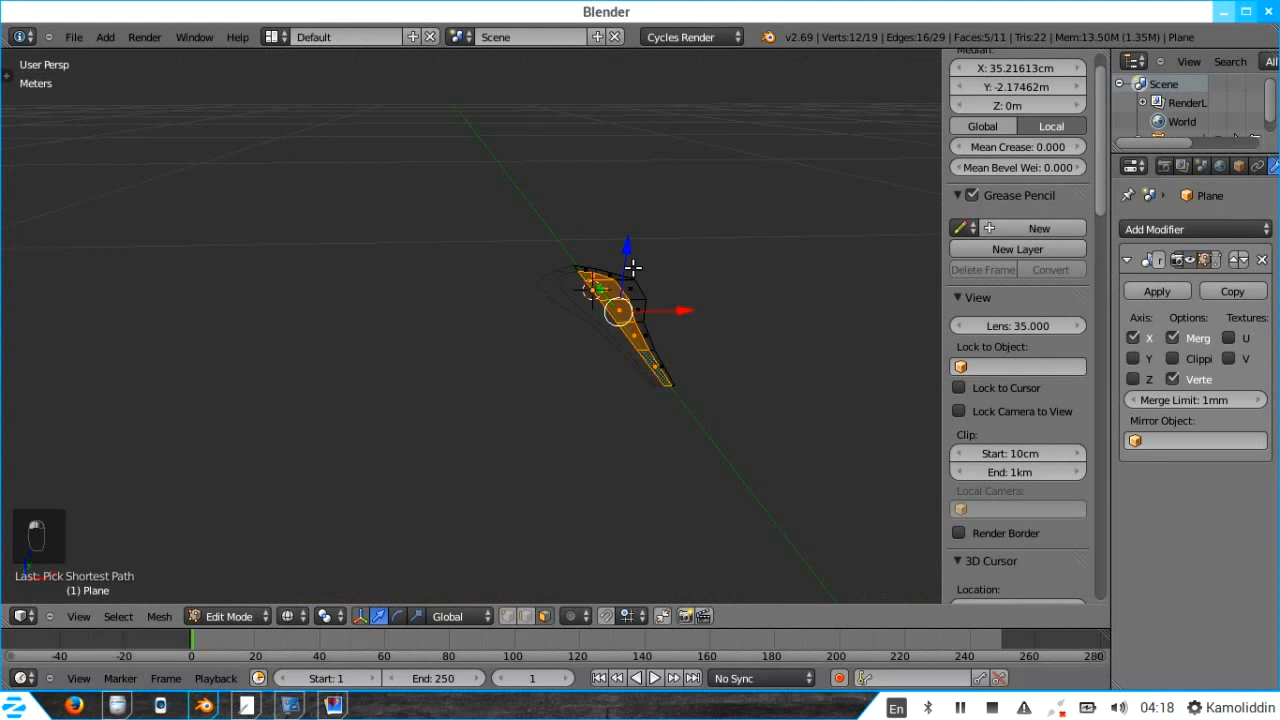 Blender
File Add Render Window Help Default Scene Cycles Render v2.69 | Verts:12/19 | Edges:16/29 | Faces:5/11 | Tris:22 | Mem:13.50M (1.35M) | Plane
User Persp
Meters
Median:
X: 35.21613cm
Y: -2.17462m
Z: 0m
Global Local
Mean Crease: 0.000
Mean Bevel Wei: 0.000
Grease Pencil
New
New Layer
Delete Frame Convert
View
Lens: 35.000
Lock to Object:
Lock to Cursor
Lock Camera to View
Clip:
Start: 10cm
End: 1km
Local Camera:
Render Border
3D Cursor
Location:
View Search All
Scene
RenderL
World
Plane
Add Modifier
Apply Copy
Axis: Options: Textures:
X Merg U
Y Clippi V
Z Verte
Merge Limit: 1mm
Mirror Object:
Last: Pick Shortest Path
(1) Plane
View Select Mesh Edit Mode Global
-40 -20 0 20 40 60 80 100 120 140 160 180 200 220 240 260 280
View Marker Frame Playback Start: 1 End: 250 1 No Sync
En 04:18 Kamoliddin